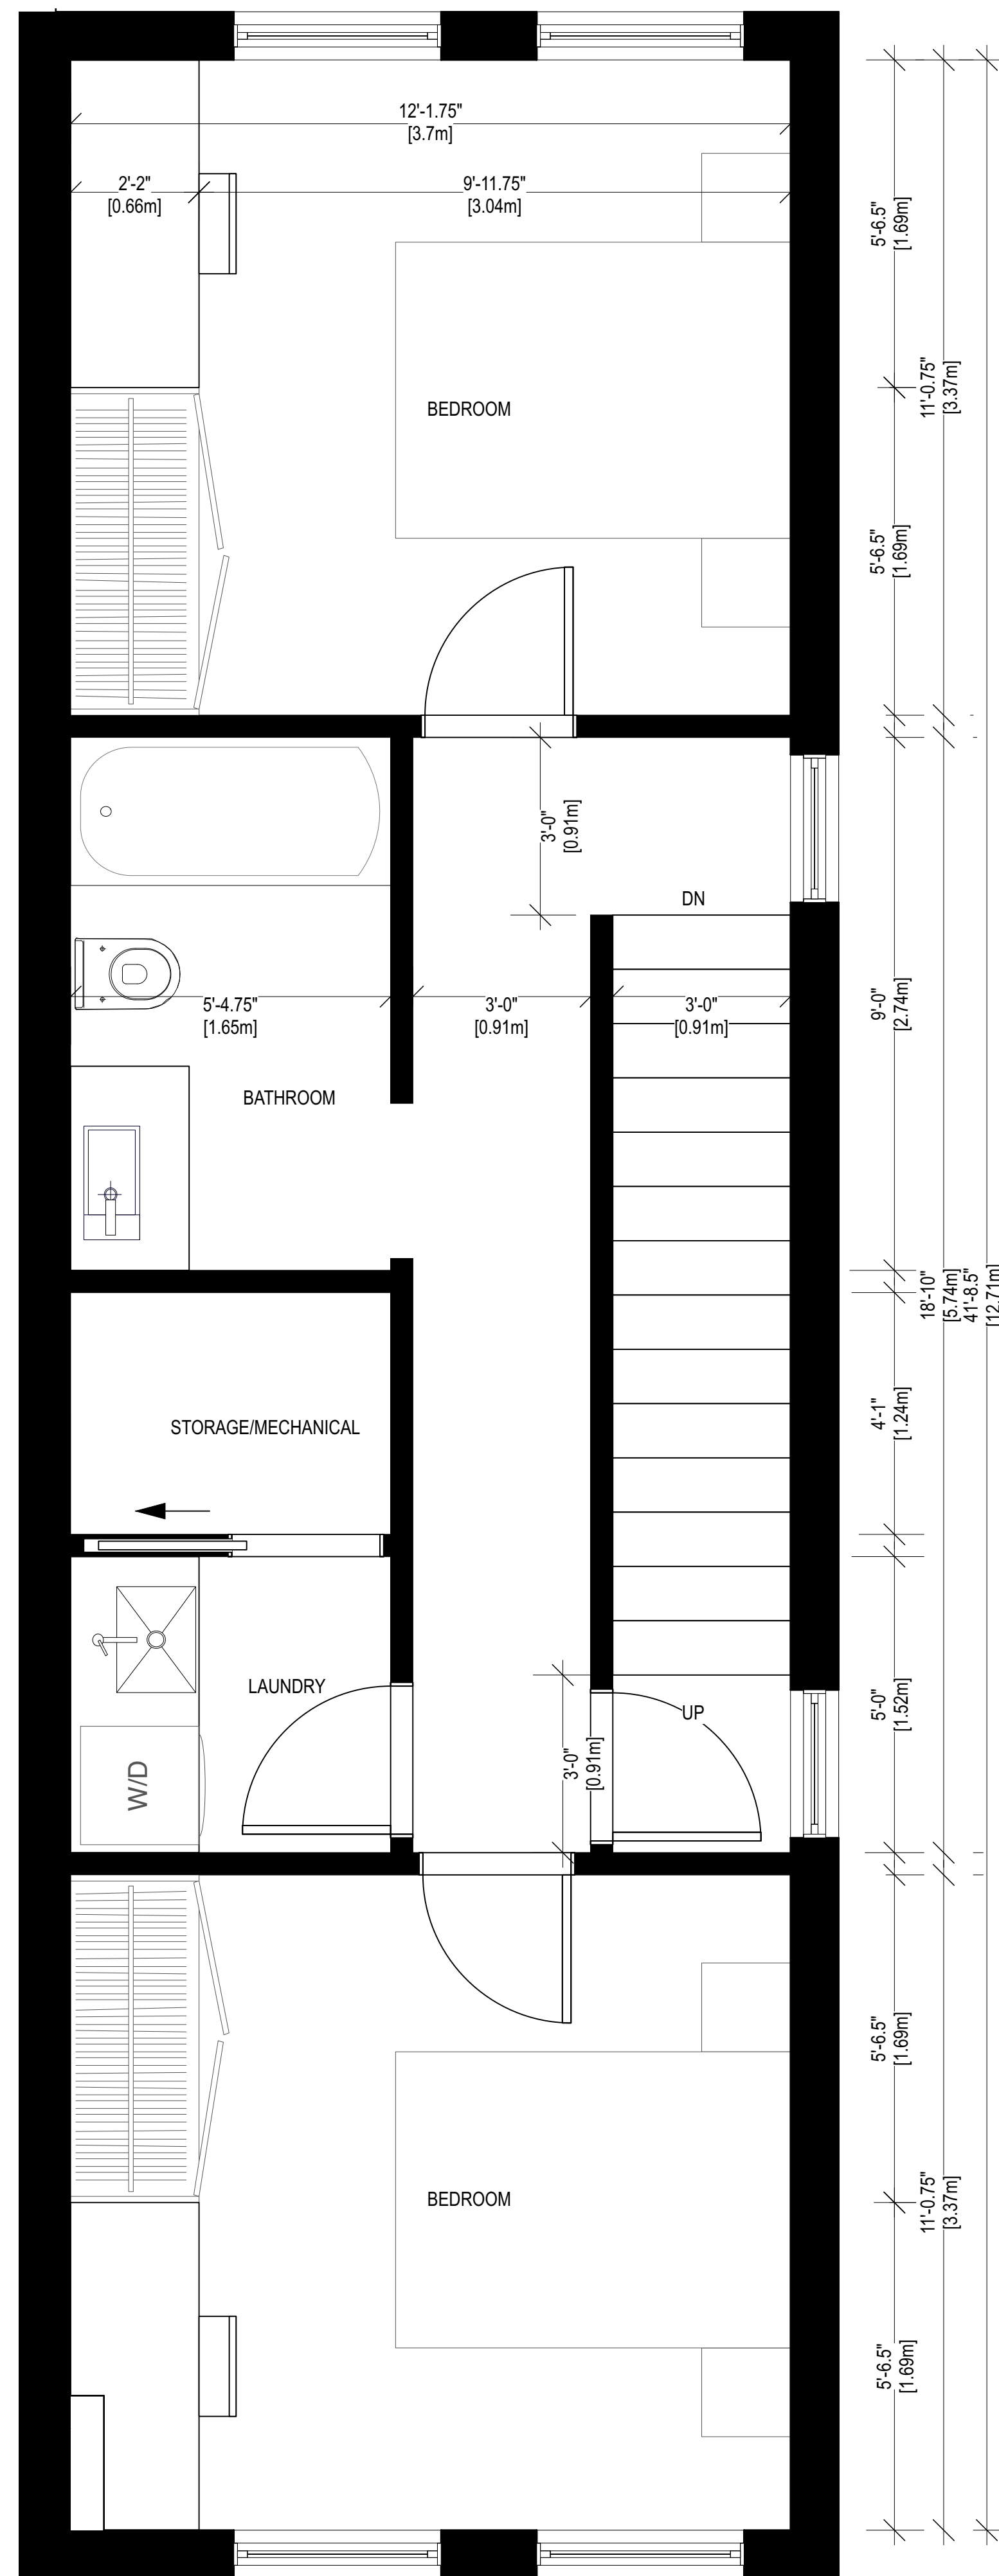 12'-1.75"
[3.7m]
2'-2"
[0.66m]
9'-11.75"
[3.04m]
5'-6.5"
[1.69m]
11'-0.75"
[3.37m]
BEDROOM
5'-6.5"
[1.69m]
3'-0"
[0.91m]
DN
5'-4.75"
[1.65m]
3'-0"
[0.91m]
3'-0"
[0.91m]
9'-0"
[2.74m]
BATHROOM
18'-10"
[5.74m]
41'-8.5"
[12.71m]
STORAGE/MECHANICAL
4'-1"
[1.24m]
LAUNDRY
UP
5'-0"
[1.52m]
3'-0"
[0.91m]
W/D
5'-6.5"
[1.69m]
BEDROOM
11'-0.75"
[3.37m]
5'-6.5"
[1.69m]